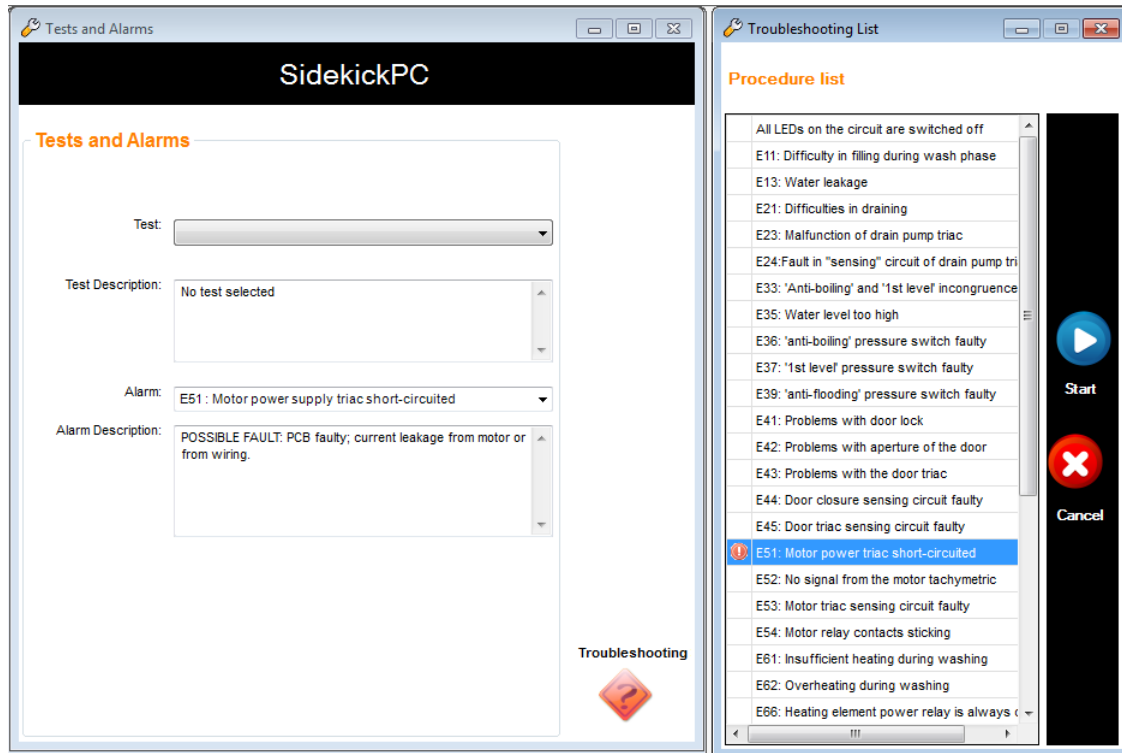 Tests and Alarms
SidekickPC
Tests and Alarms
Test:
Test Description:
No test selected
Alarm:
E51 : Motor power supply triac short-circuited
Alarm Description:
POSSIBLE FAULT: PCB faulty; current leakage from motor or
from wiring.
Troubleshooting
Troubleshooting List
Procedure list
All LEDs on the circuit are switched off
E11: Difficulty in filling during wash phase
E13: Water leakage
E21: Difficulties in draining
E23: Malfunction of drain pump triac
E24:Fault in "sensing" circuit of drain pump tri
E33: 'Anti-boiling' and '1st level' incongruence
E35: Water level too high
E36: 'anti-boiling' pressure switch faulty
E37: '1st level' pressure switch faulty
E39: 'anti-flooding' pressure switch faulty
E41: Problems with door lock
E42: Problems with aperture of the door
E43: Problems with the door triac
E44: Door closure sensing circuit faulty
E45: Door triac sensing circuit faulty
E51: Motor power triac short-circuited
E52: No signal from the motor tachymetric
E53: Motor triac sensing circuit faulty
E54: Motor relay contacts sticking
E61: Insufficient heating during washing
E62: Overheating during washing
E66: Heating element power relay is always
Start
Cancel